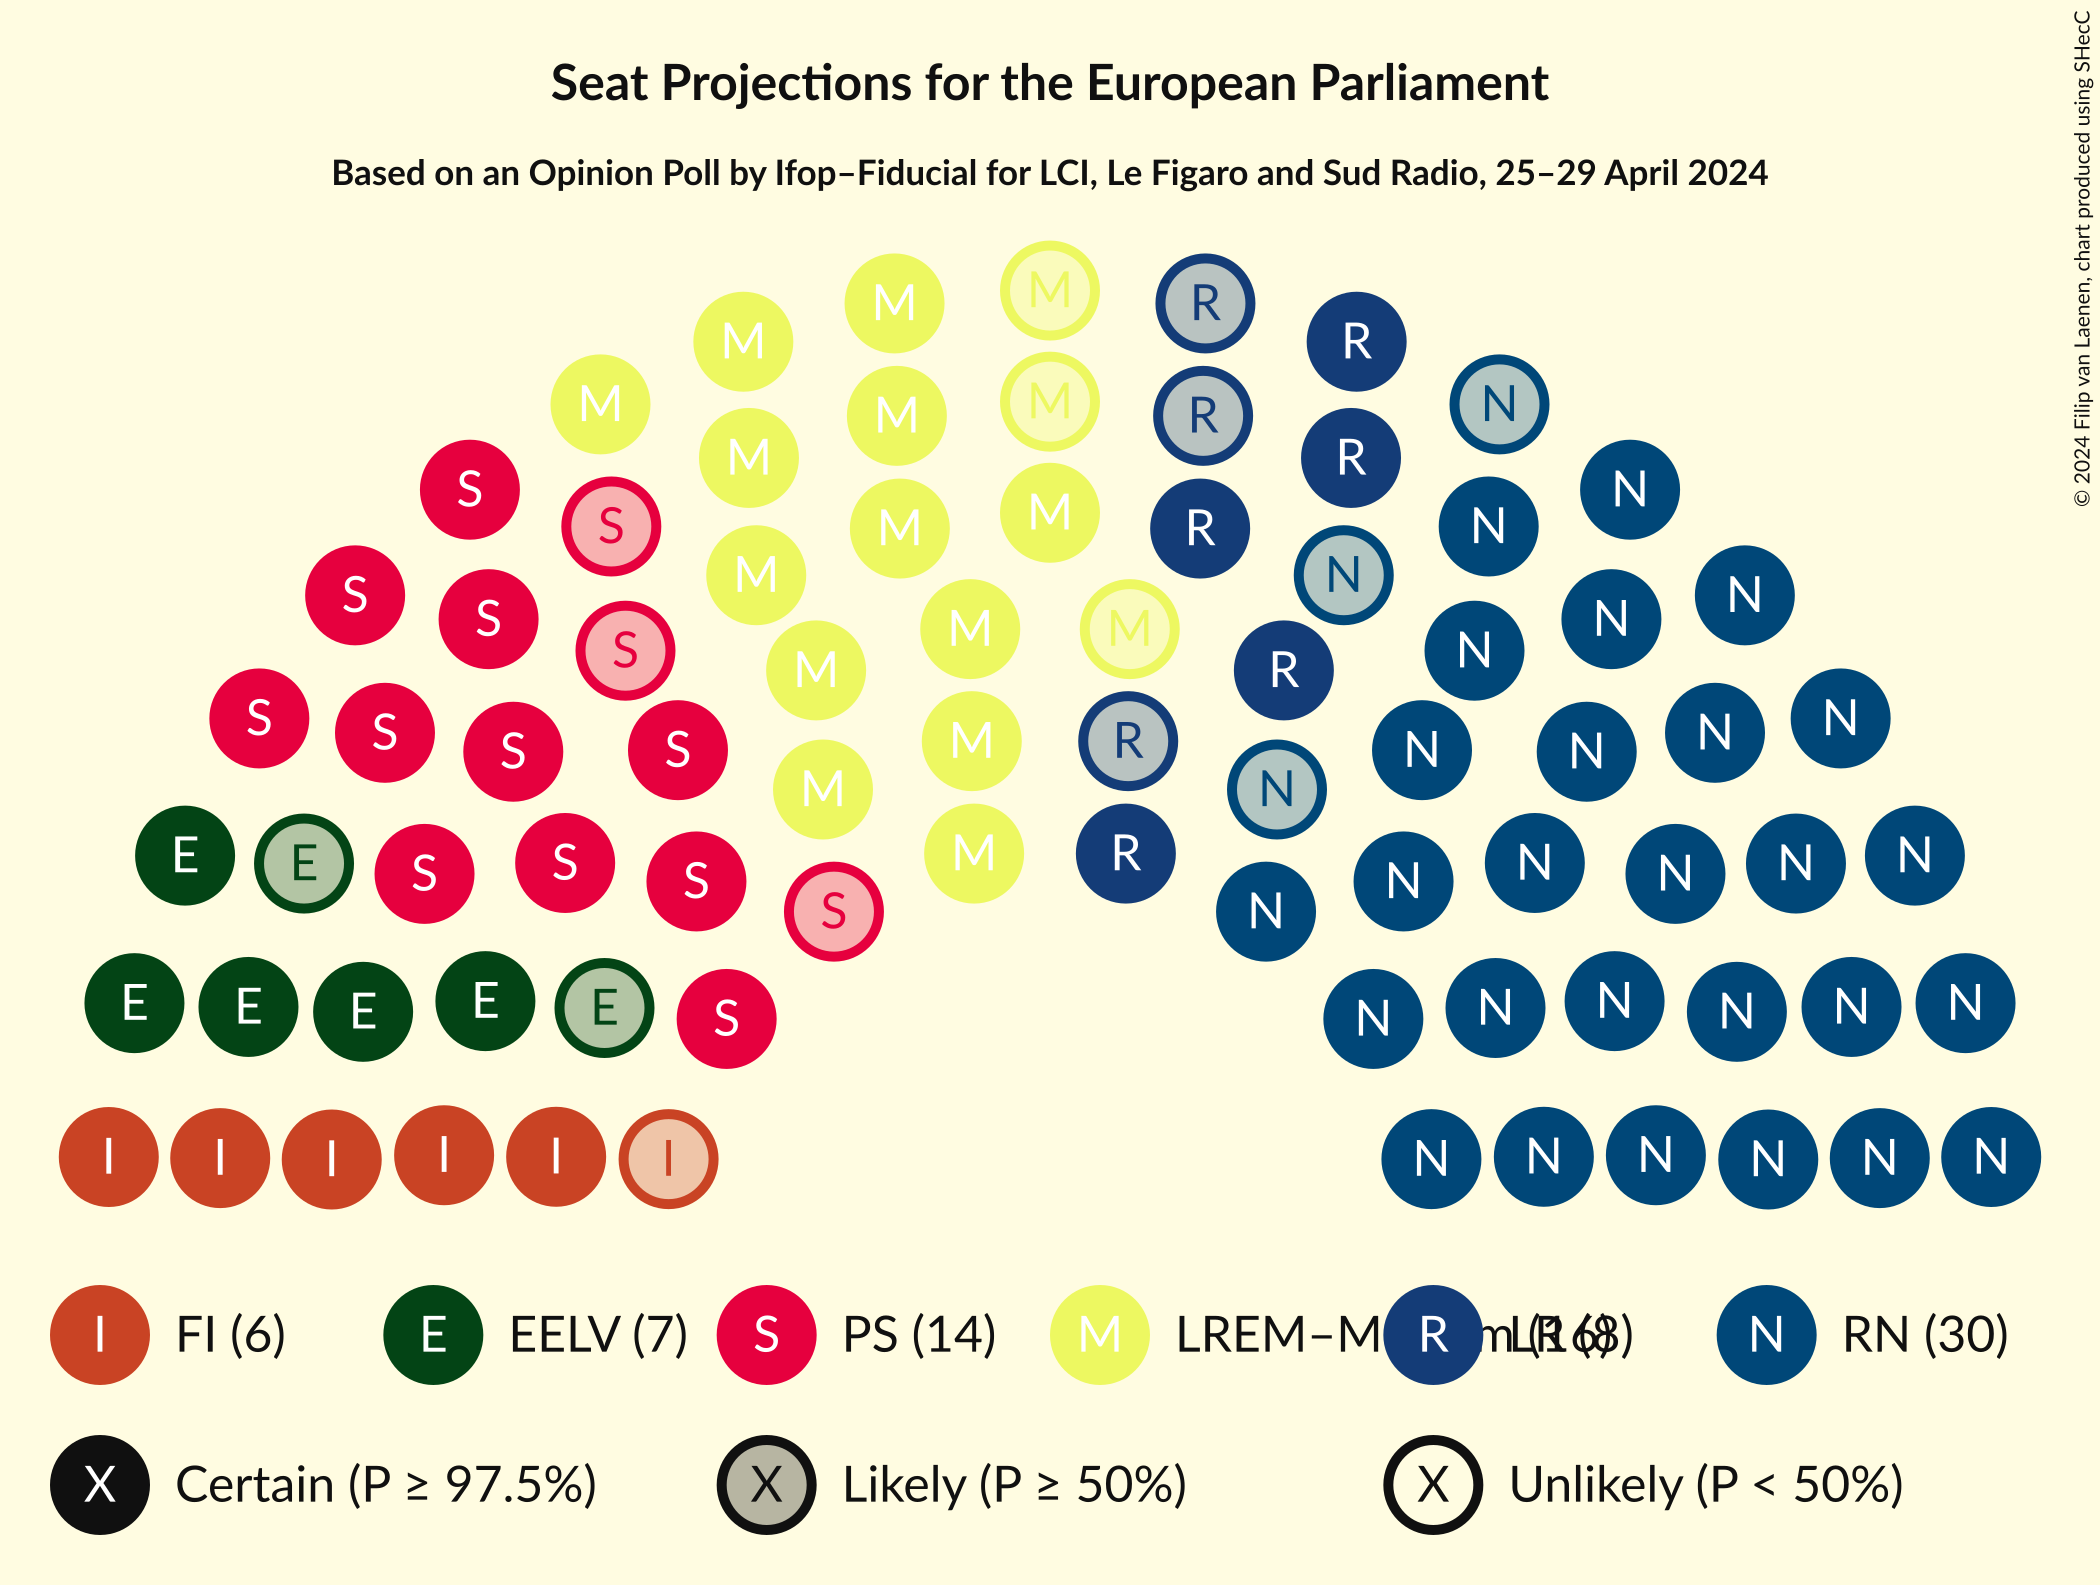 Seat Projections for the European Parliament
Based on an Opinion Poll by Ifop–Fiducial for LCI, Le Figaro and Sud Radio, 25–29 April 2024
© 2024 Filip van Laenen, chart produced using SHecC
M M M R R
M M N
M M R R
S M N N
S M M R N
S S M R N N N
S S M M M R N N
S S S S M M R N N N N N
E E S S S M M R N N N N N N
S N
E E E E E S N N N N N N
I I I I I I N N N N N N
I FI (6) E EELV (7) S PS (14) M LREM–M m (16) R LR (8) N RN (30)
X Certain (P ≥ 97.5%) X Likely (P ≥ 50%) X Unlikely (P < 50%)